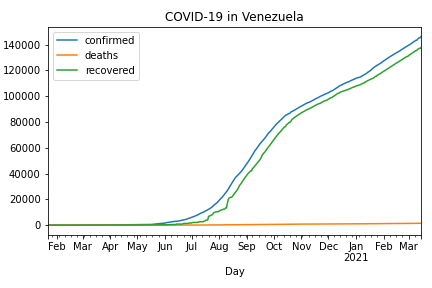 COVID-19 in Venezuela
confirmed
deaths
recovered
140000
120000
100000
80000
60000
40000
20000
0
Feb Mar Apr May Jun Jul Aug Sep Oct Nov Dec Jan Feb Mar
2021
Day